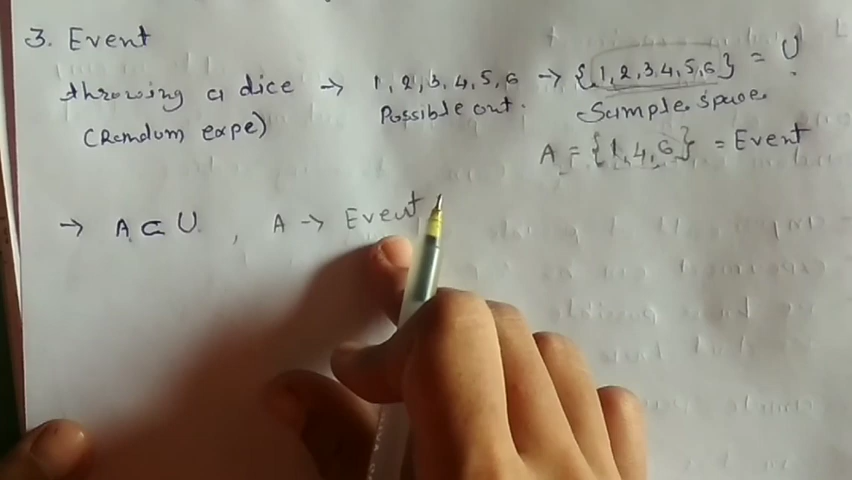 3. Event
throwing a dice → 1, 2, 3, 4, 5, 6 → {1, 2, 3, 4, 5, 6} = U
(Random expe) Possible out. Sample space
A = {1, 4, 6} = Event
→ A ⊂ U, A → Event